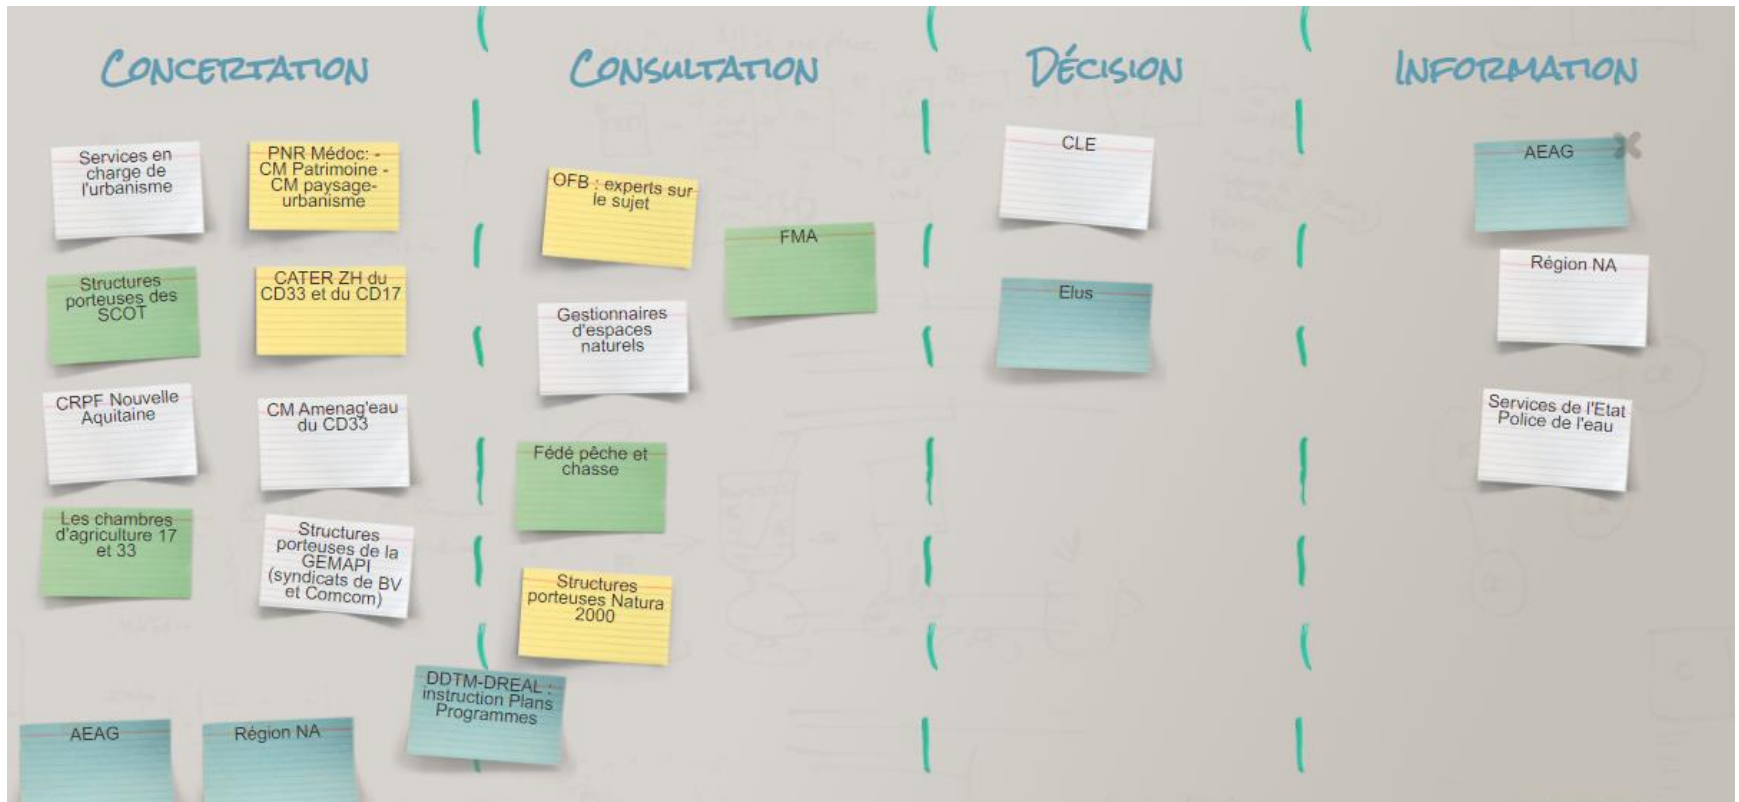 CONCERTATION
Services en
charge de
l'urbanisme
PNR Médoc: -
CM Patrimoine -
CM paysage-
urbanisme
Structures
porteuses des
SCOT
CATER ZH du
CD33 et du CD17
CRPF Nouvelle
Aquitaine
CM Amenag'eau
du CD33
Les chambres
d'agriculture 17
et 33
Structures
porteuses de la
GEMAPI
(syndicats de BV
et Comcom)
AEAG
Région NA
DDTM-DREAL :
instruction Plans
Programmes
CONSULTATION
OFB : experts sur
le sujet
FMA
Gestionnaires
d'espaces
naturels
Fédé pêche et
chasse
Structures
porteuses Natura
2000
DÉCISION
CLE
Elus
INFORMATION
AEAG
Région NA
Services de l'Etat
Police de l'eau